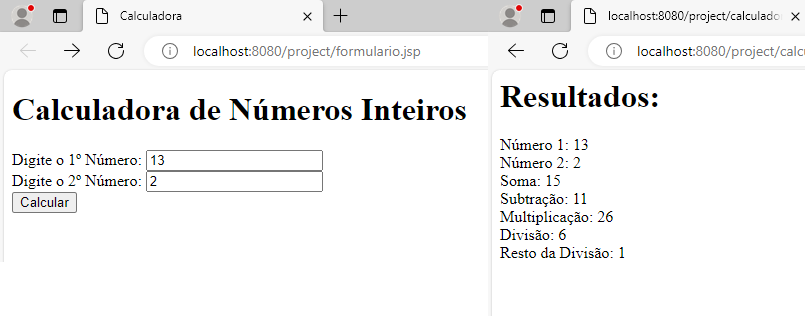 Calculadora
localhost:8080/project/formulario.jsp
Calculadora de Números Inteiros
Digite o 1º Número: 13
Digite o 2º Número: 2
Calcular
localhost:8080/project/calculado
localhost:8080/project/calcu
Resultados:
Número 1: 13
Número 2: 2
Soma: 15
Subtração: 11
Multiplicação: 26
Divisão: 6
Resto da Divisão: 1